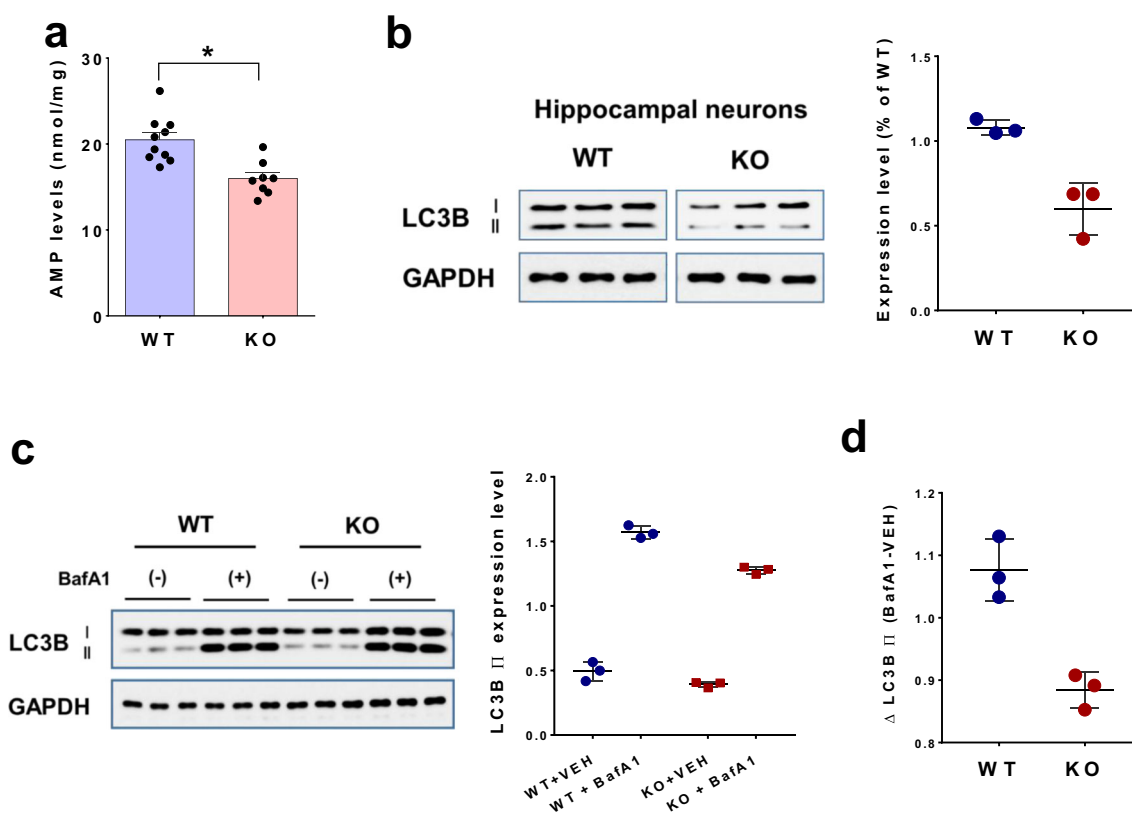 a
AMP levels (nmol/mg)
30
20
10
0
*
WT
KO
b
Hippocampal neurons
WT
KO
LC3B
I
II
GAPDH
Expression level (% of WT)
1.5
1.0
0.5
0.0
WT
KO
c
WT
KO
BafA1
(-)
(+)
(-)
(+)
LC3B
I
II
GAPDH
LC3B II expression level
2.0
1.5
1.0
0.5
0.0
WT+VEH
WT + BafA1
KO+VEH
KO + BafA1
d
Δ LC3B II (BafA1-VEH)
1.2
1.1
1.0
0.9
0.8
WT
KO